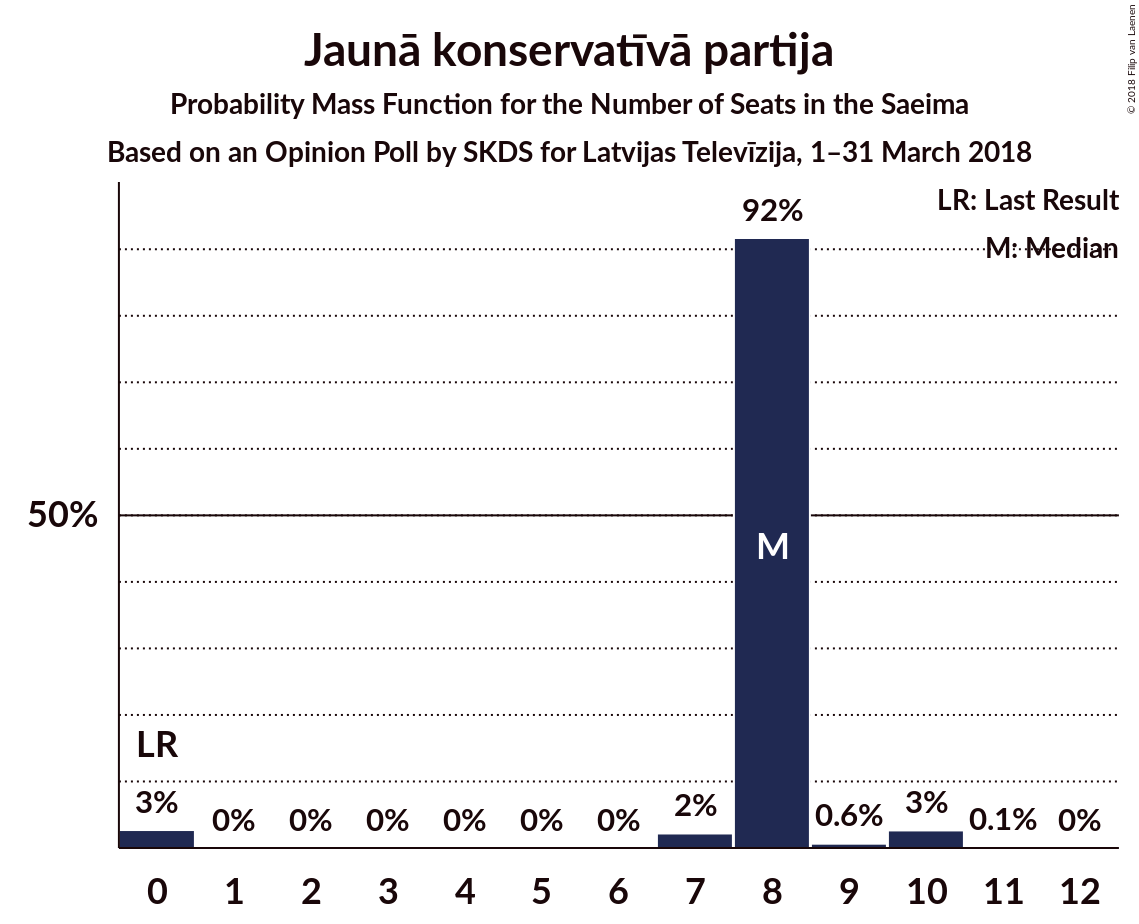 Jaunā konservatīvā partija
Probability Mass Function for the Number of Seats in the Saeima
Based on an Opinion Poll by SKDS for Latvijas Televīzija, 1–31 March 2018
© 2018 Filip van Laenen
LR: Last Result
M: Median
92%
50%
M
LR
3% 0% 0% 0% 0% 0% 0% 2% 0.6% 3% 0.1% 0%
0 1 2 3 4 5 6 7 8 9 10 11 12